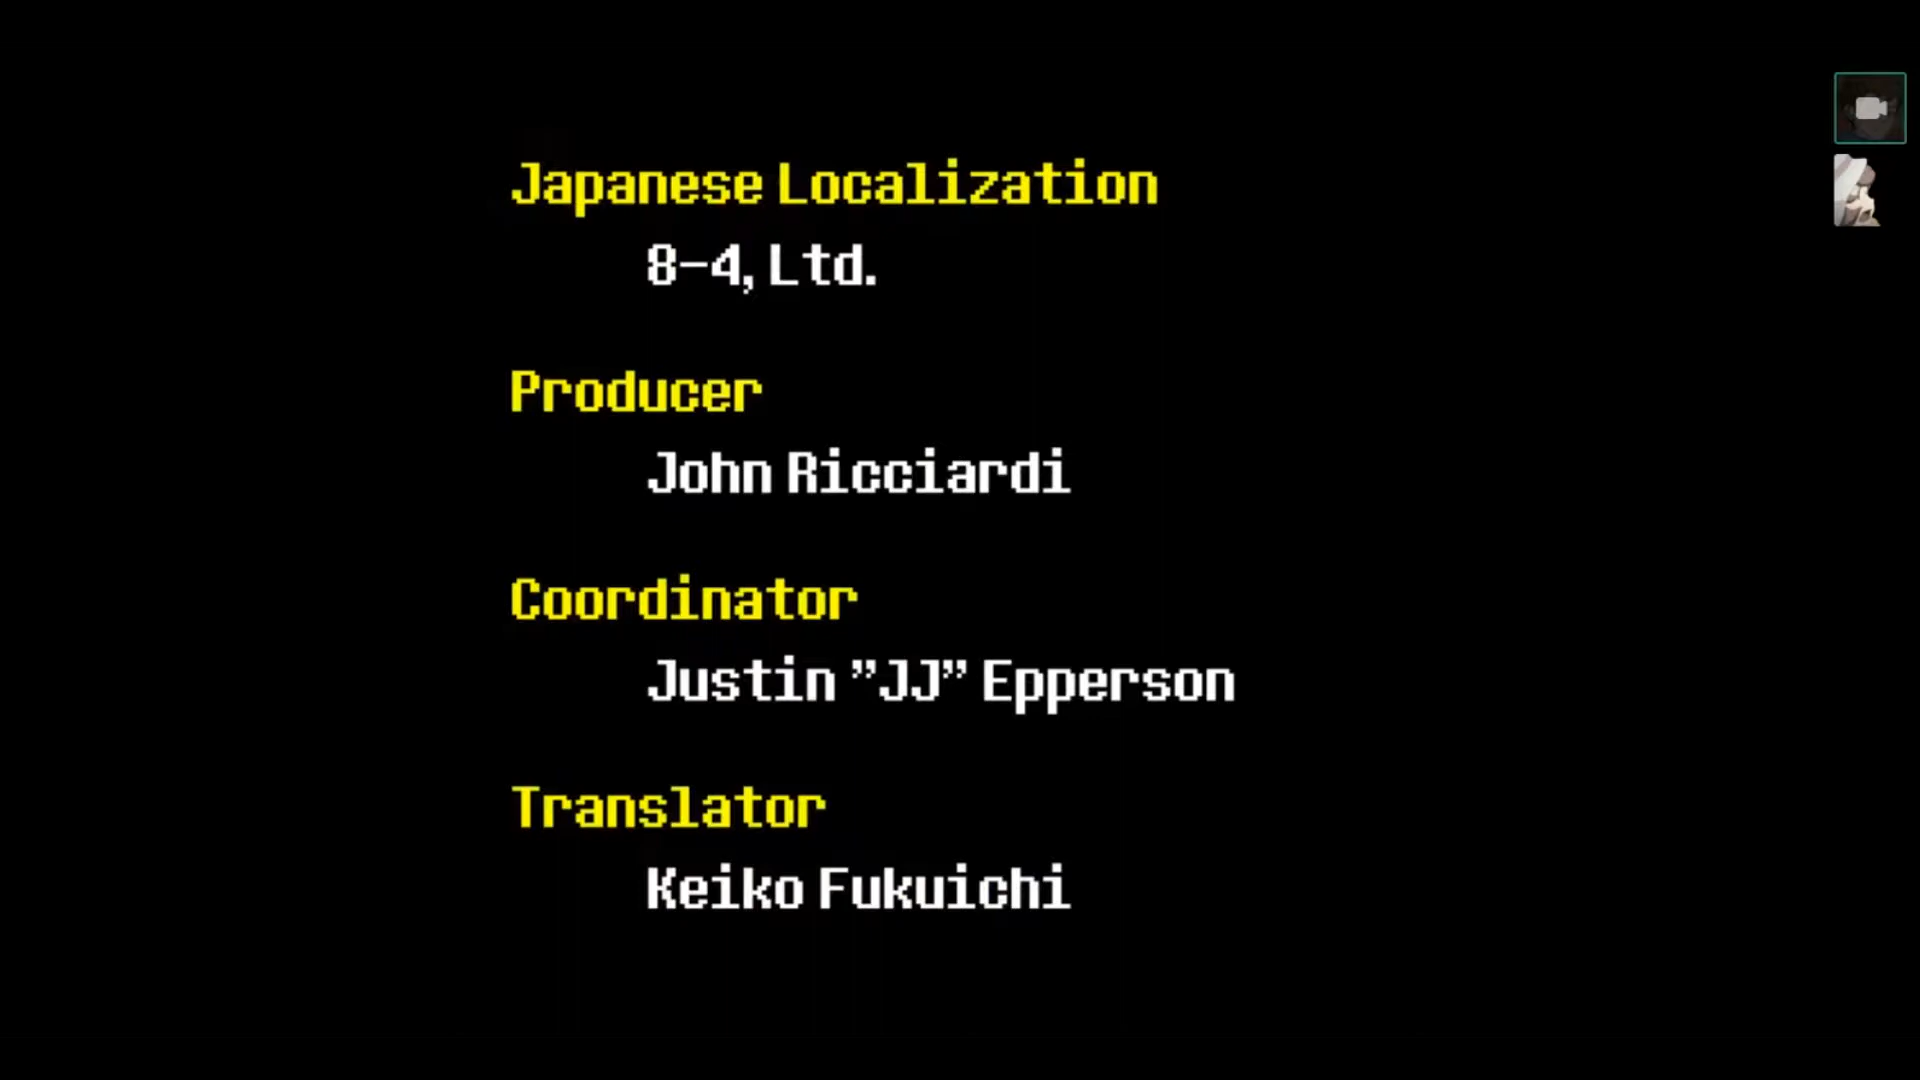 Japanese Localization
8-4, Ltd.
Producer
John Ricciardi
Coordinator
Justin "JJ" Epperson
Translator
Keiko Fukuichi